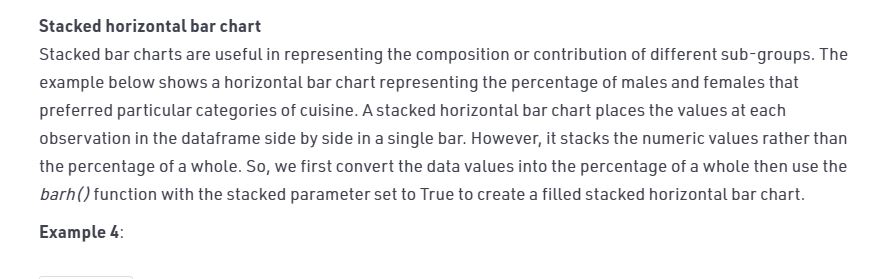 Stacked horizontal bar chart
Stacked bar charts are useful in representing the composition or contribution of different sub-groups. The
example below shows a horizontal bar chart representing the percentage of males and females that
preferred particular categories of cuisine. A stacked horizontal bar chart places the values at each
observation in the dataframe side by side in a single bar. However, it stacks the numeric values rather than
the percentage of a whole. So, we first convert the data values into the percentage of a whole then use the
barh() function with the stacked parameter set to True to create a filled stacked horizontal bar chart.
Example 4: